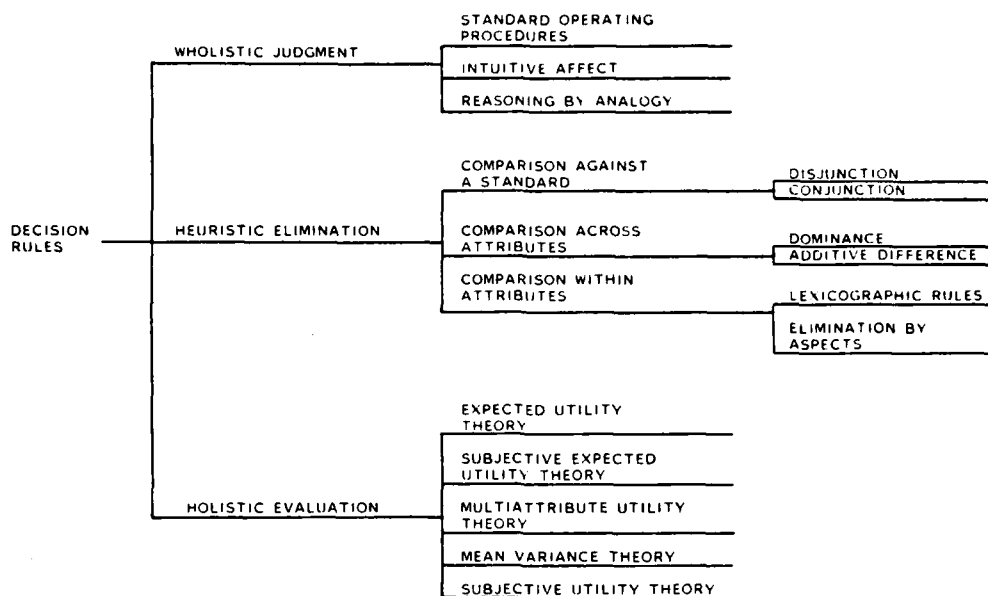 DECISION
RULES
WHOLISTIC JUDGMENT
STANDARD OPERATING
PROCEDURES
INTUITIVE AFFECT
REASONING BY ANALOGY
HEURISTIC ELIMINATION
COMPARISON AGAINST
A STANDARD
DISJUNCTION
CONJUNCTION
COMPARISON ACROSS
ATTRIBUTES
DOMINANCE
ADDITIVE DIFFERENCE
COMPARISON WITHIN
ATTRIBUTES
LEXICOGRAPHIC RULES
ELIMINATION BY
ASPECTS
HOLISTIC EVALUATION
EXPECTED UTILITY
THEORY
SUBJECTIVE EXPECTED
UTILITY THEORY
MULTIATTRIBUTE UTILITY
THEORY
MEAN VARIANCE THEORY
SUBJECTIVE UTILITY THEORY